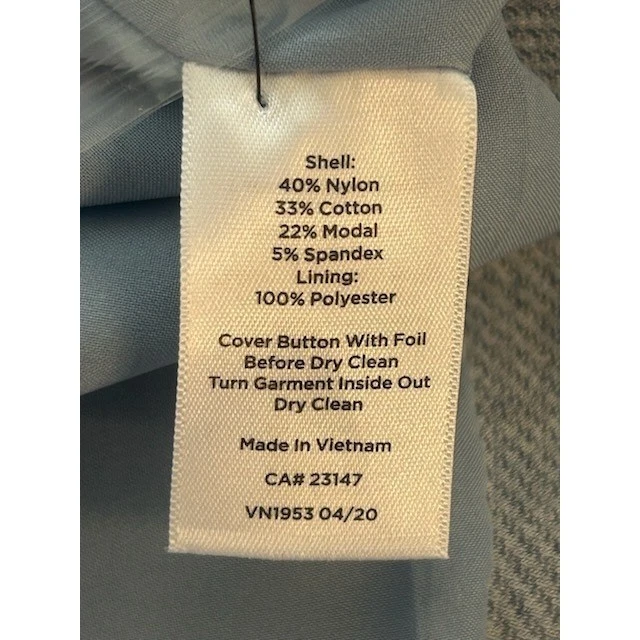 Shell:
40% Nylon
33% Cotton
22% Modal
5% Spandex
Lining:
100% Polyester
Cover Button With Foil
Before Dry Clean
Turn Garment Inside Out
Dry Clean
Made In Vietnam
CA# 23147
VN1953 04/20